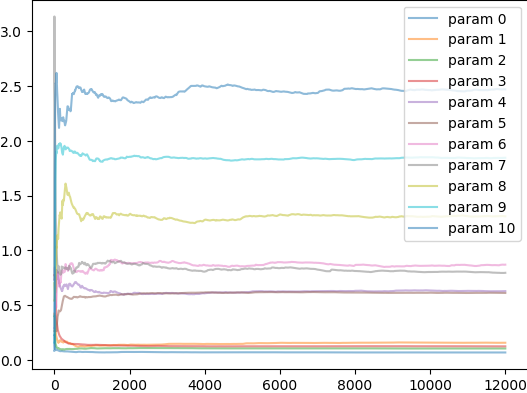 3.0
2.5
2.0
1.5
1.0
0.5
0.0
0
2000
4000
6000
8000
10000
12000
param 0
param 1
param 2
param 3
param 4
param 5
param 6
param 7
param 8
param 9
param 10